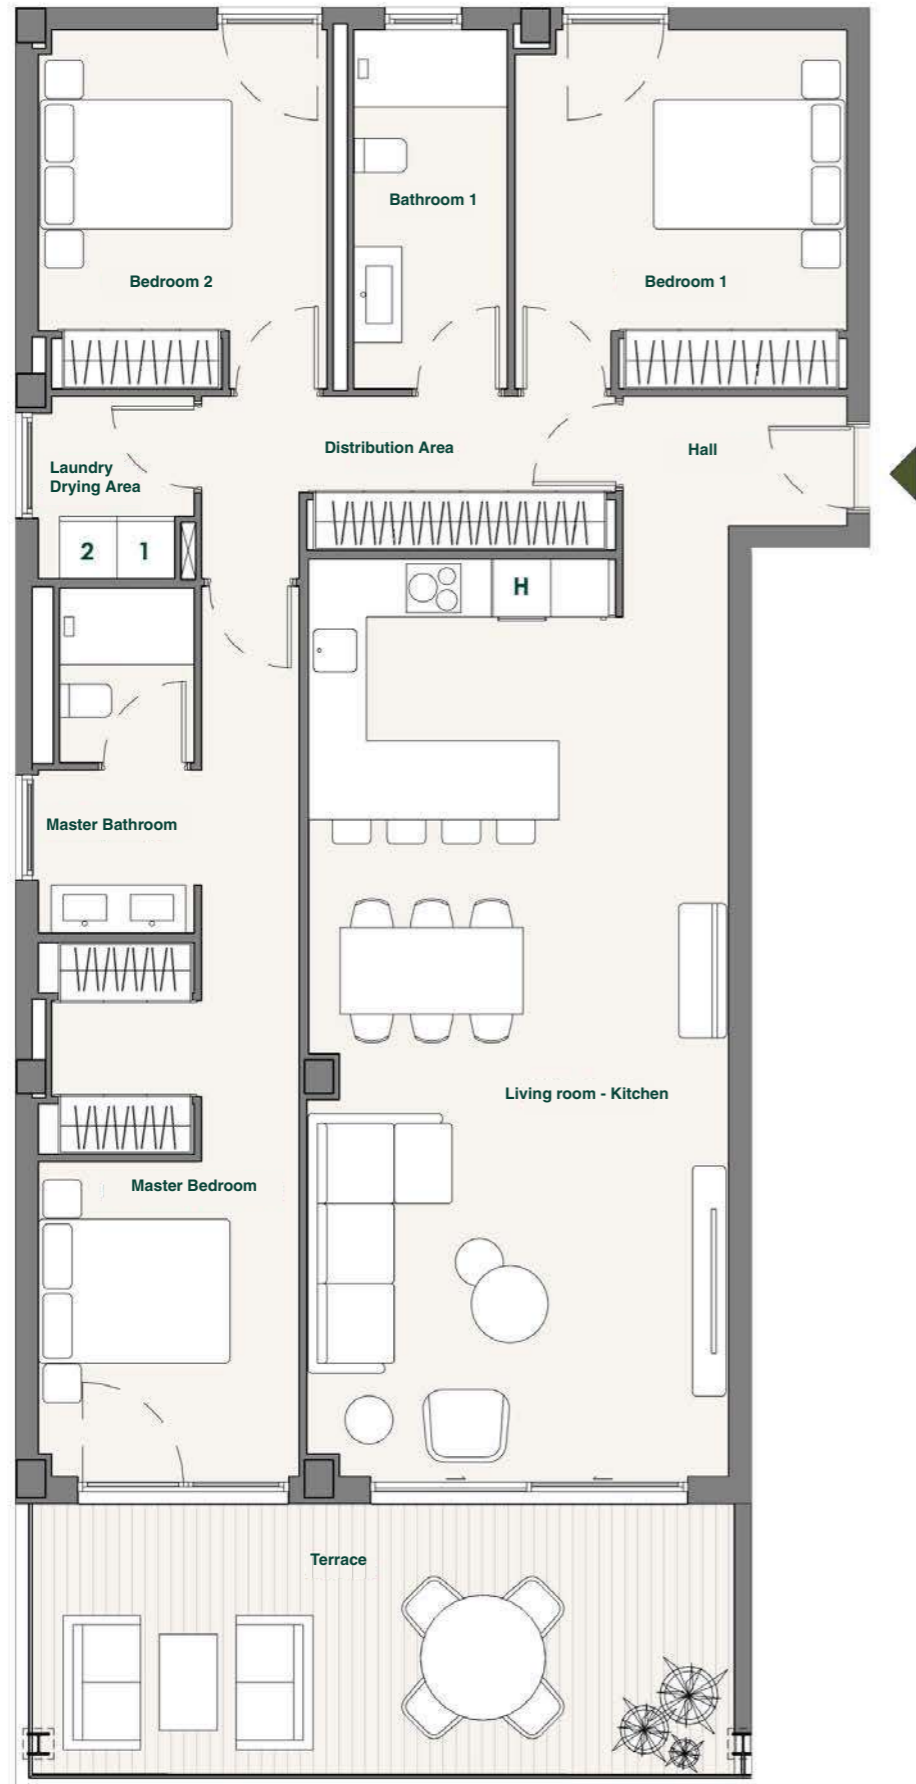 Bathroom 1
Bedroom 2
Bedroom 1
Distribution Area
Hall
Laundry
Drying Area
2
1
H
Master Bathroom
Living room - Kitchen
Master Bedroom
Terrace